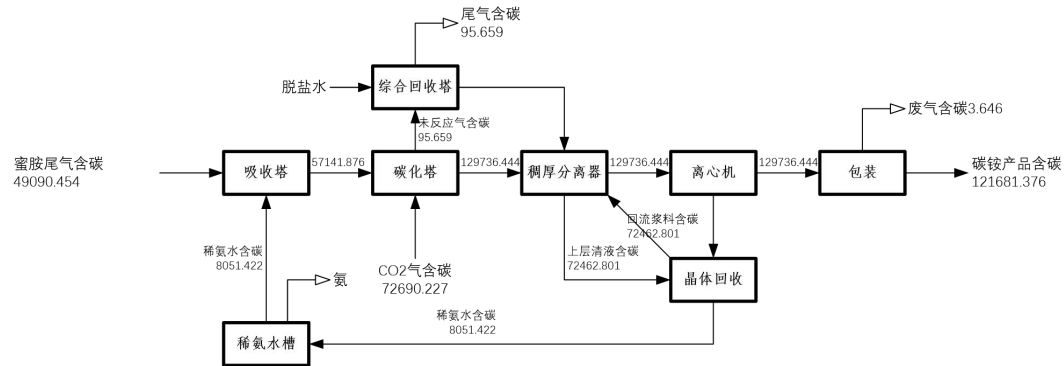 尾气含碳
95.659
脱盐水
综合回收塔
废气含碳3.646
未反应气含碳
95.659
蜜胺尾气含碳
49090.454
吸收塔
57141.876
碳化塔
129736.444
稠厚分离器
129736.444
离心机
129736.444
包装
碳铵产品含碳
121681.376
回流浆料含碳
72462.801
稀氨水含碳
8051.422
CO2气含碳
72690.227
上层清液含碳
72462.801
晶体回收
氨
稀氨水含碳
8051.422
稀氨水槽